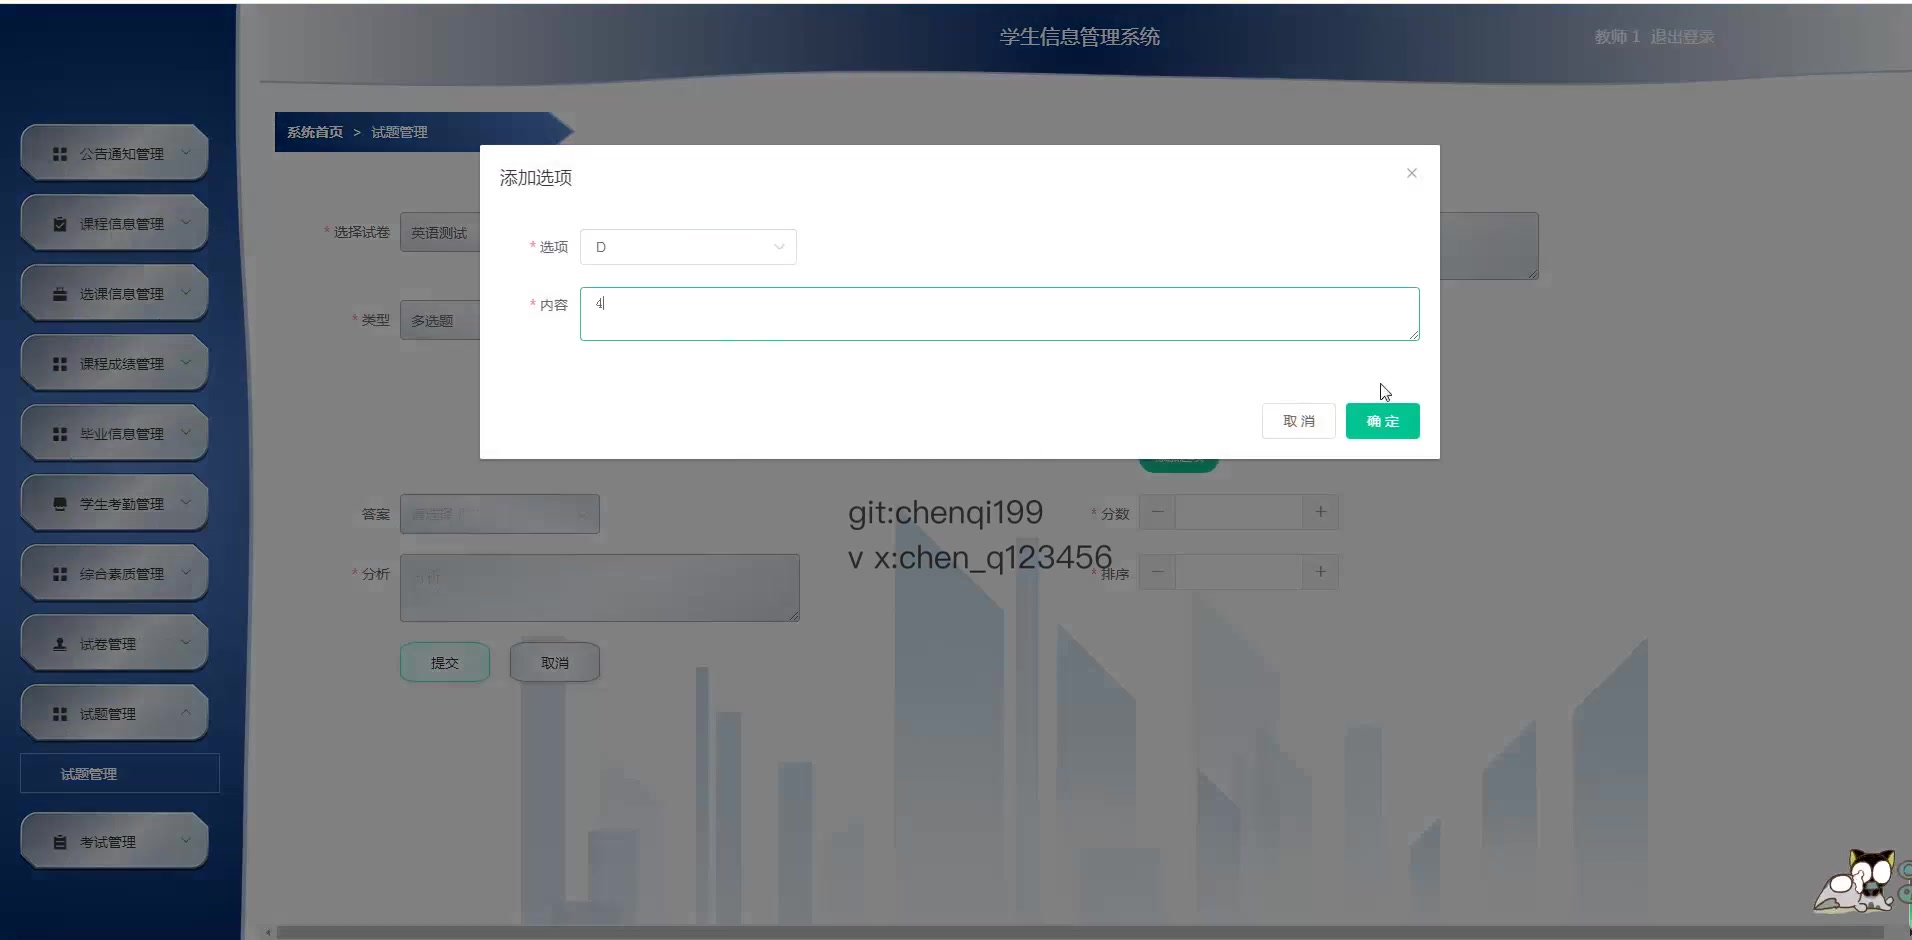 学生信息管理系统
教师 1 退出登录
系统首页 > 试题管理
公告通知管理
课程信息管理
选课信息管理
课程成绩管理
毕业信息管理
学生考勤管理
综合素质管理
试卷管理
试题管理
试题管理
考试管理
* 选择试卷 英语测试
* 类型 多选题
添加选项
* 选项 D
* 内容 4
取 消 确 定
答案
git:chenqi199
* 分数
v x:chen_q123456
* 分析
* 排序
提交 取消